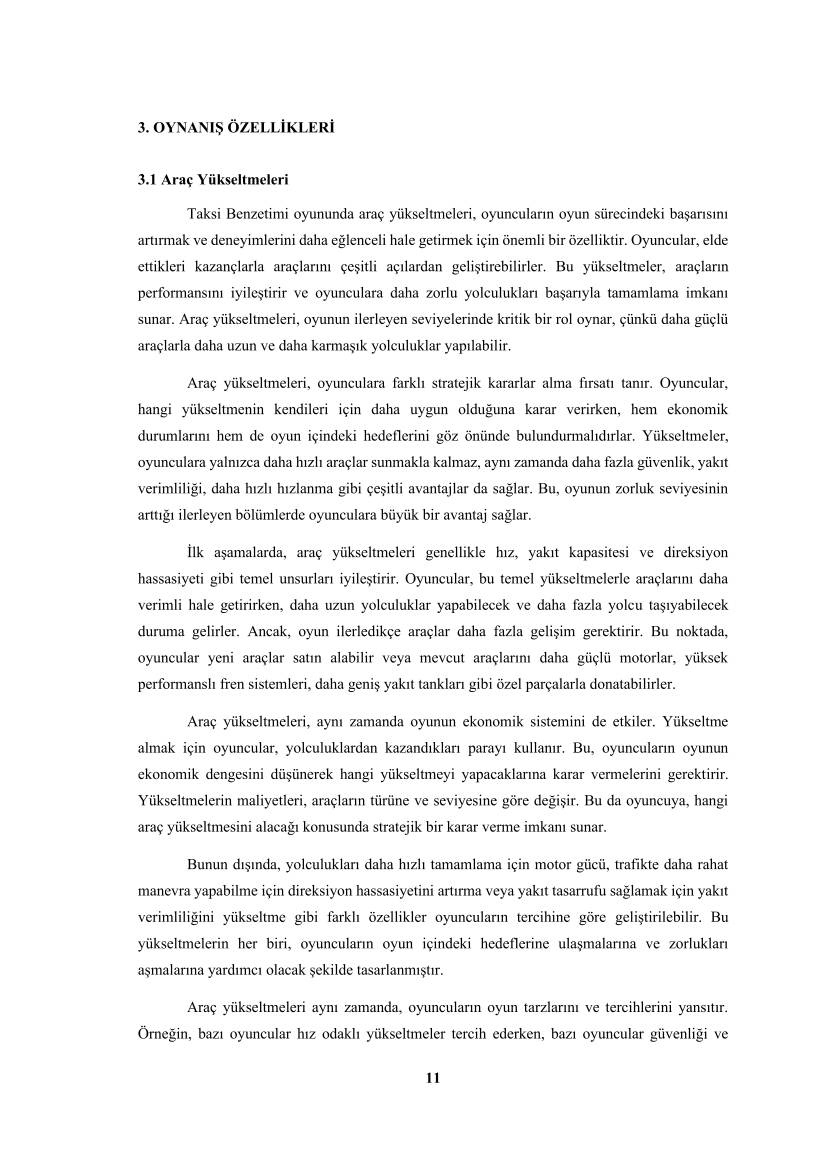 3. OYNANIŞ ÖZELLİKLERİ
3.1 Araç Yükseltmeleri
Taksi Benzetimi oyununda araç yükseltmeleri, oyuncuların oyun sürecindeki başarısını
artırmak ve deneyimlerini daha eğlenceli hale getirmek için önemli bir özelliktir. Oyuncular, elde
ettikleri kazançlarla araçlarını çeşitli açılardan geliştirebilirler. Bu yükseltmeler, araçların
performansını iyileştirir ve oyunculara daha zorlu yolculukları başarıyla tamamlama imkanı
sunar. Araç yükseltmeleri, oyunun ilerleyen seviyelerinde kritik bir rol oynar, çünkü daha güçlü
araçlarla daha uzun ve daha karmaşık yolculuklar yapılabilir.
Araç yükseltmeleri, oyunculara farklı stratejik kararlar alma fırsatı tanır. Oyuncular,
hangi yükseltmenin kendileri için daha uygun olduğuna karar verirken, hem ekonomik
durumlarını hem de oyun içindeki hedeflerini göz önünde bulundurmalıdırlar. Yükseltmeler,
oyunculara yalnızca daha hızlı araçlar sunmakla kalmaz, aynı zamanda daha fazla güvenlik, yakıt
verimliliği, daha hızlı hızlanma gibi çeşitli avantajlar da sağlar. Bu, oyunun zorluk seviyesinin
arttığı ilerleyen bölümlerde oyunculara büyük bir avantaj sağlar.
İlk aşamalarda, araç yükseltmeleri genellikle hız, yakıt kapasitesi ve direksiyon
hassasiyeti gibi temel unsurları iyileştirir. Oyuncular, bu temel yükseltmelerle araçlarını daha
verimli hale getirirken, daha uzun yolculuklar yapabilecek ve daha fazla yolcu taşıyabilecek
duruma gelirler. Ancak, oyun ilerledikçe araçlar daha fazla gelişim gerektirir. Bu noktada,
oyuncular yeni araçlar satın alabilir veya mevcut araçlarını daha güçlü motorlar, yüksek
performanslı fren sistemleri, daha geniş yakıt tankları gibi özel parçalarla donatabilirler.
Araç yükseltmeleri, aynı zamanda oyunun ekonomik sistemini de etkiler. Yükseltme
almak için oyuncular, yolculuklardan kazandıkları parayı kullanır. Bu, oyuncuların oyunun
ekonomik dengesini düşünerek hangi yükseltmeyi yapacaklarına karar vermelerini gerektirir.
Yükseltmelerin maliyetleri, araçların türüne ve seviyesine göre değişir. Bu da oyuncuya, hangi
araç yükseltmesini alacağı konusunda stratejik bir karar verme imkanı sunar.
Bunun dışında, yolculukları daha hızlı tamamlama için motor gücü, trafikte daha rahat
manevra yapabilme için direksiyon hassasiyetini artırma veya yakıt tasarrufu sağlamak için yakıt
verimliliğini yükseltme gibi farklı özellikler oyuncuların tercihine göre geliştirilebilir. Bu
yükseltmelerin her biri, oyuncuların oyun içindeki hedeflerine ulaşmalarına ve zorlukları
aşmalarına yardımcı olacak şekilde tasarlanmıştır.
Araç yükseltmeleri aynı zamanda, oyuncuların oyun tarzlarını ve tercihlerini yansıtır.
Örneğin, bazı oyuncular hız odaklı yükseltmeler tercih ederken, bazı oyuncular güvenliği ve
11